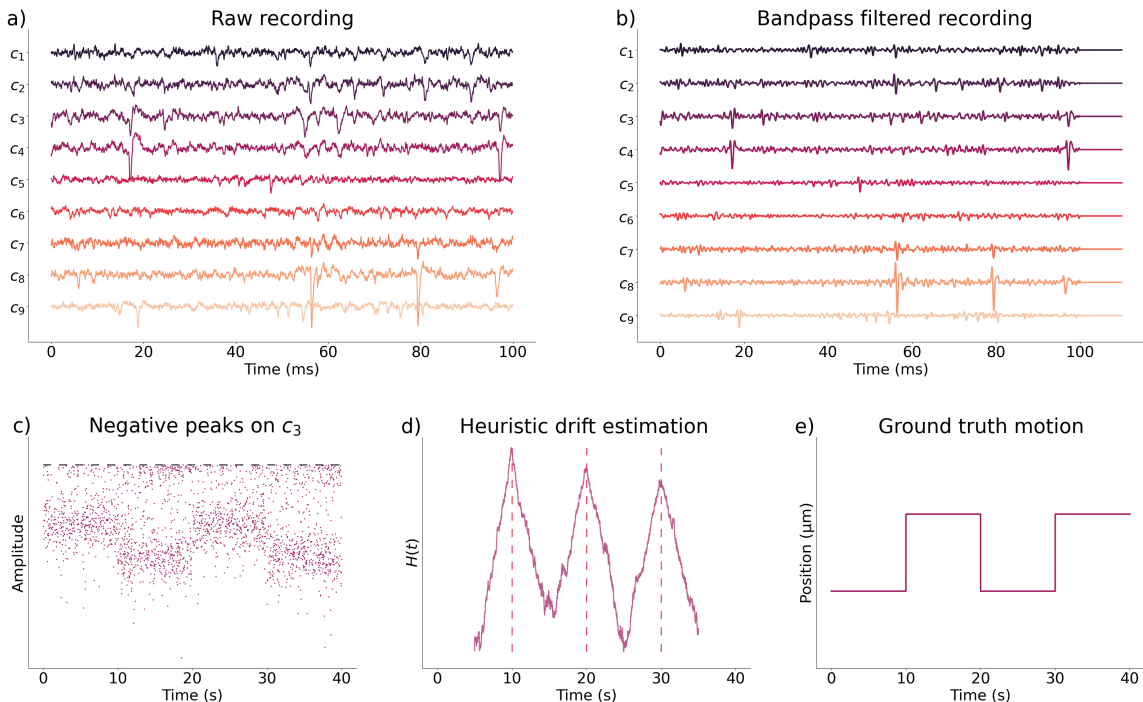 a) Raw recording
c1
c2
c3
c4
c5
c6
c7
c8
c9
0 20 40 60 80 100
Time (ms)
b) Bandpass filtered recording
c1
c2
c3
c4
c5
c6
c7
c8
c9
0 20 40 60 80 100
Time (ms)
c) Negative peaks on c3
Amplitude
0 10 20 30 40
Time (s)
d) Heuristic drift estimation
H(t)
0 10 20 30 40
Time (s)
e) Ground truth motion
Position (μm)
0 10 20 30 40
Time (s)